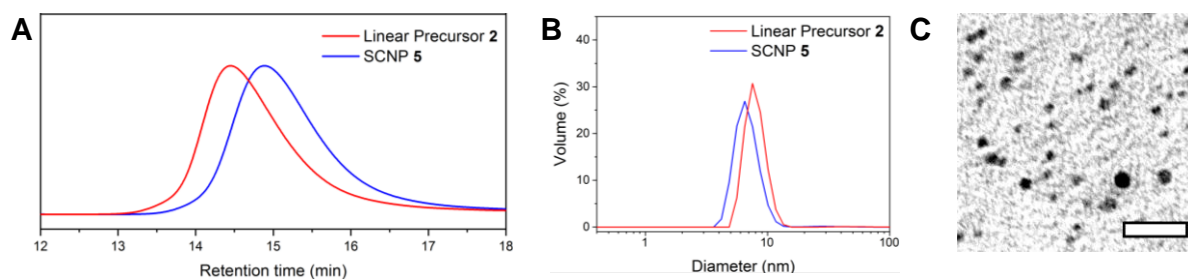 A
Linear Precursor 2
SCNP 5
12 13 14 15 16 17 18
Retention time (min)
B
Linear Precursor 2
SCNP 5
40
30
20
10
0
Volume (%)
1 10 100
Diameter (nm)
C